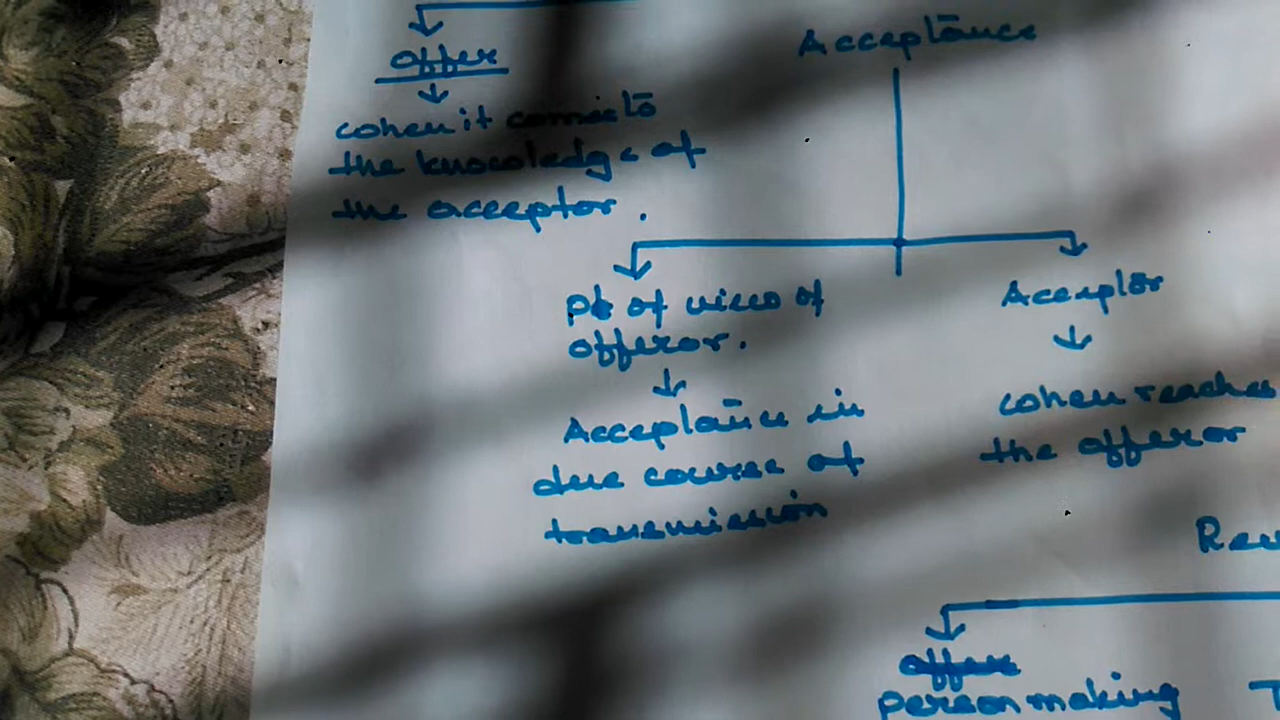 Offer
when it comes to
the knowledge of
the acceptor.
Acceptance
Pt of view of
offeror.
Acceptance in
due course of
transmission
Acceptor
when reaches
the offeror
person making